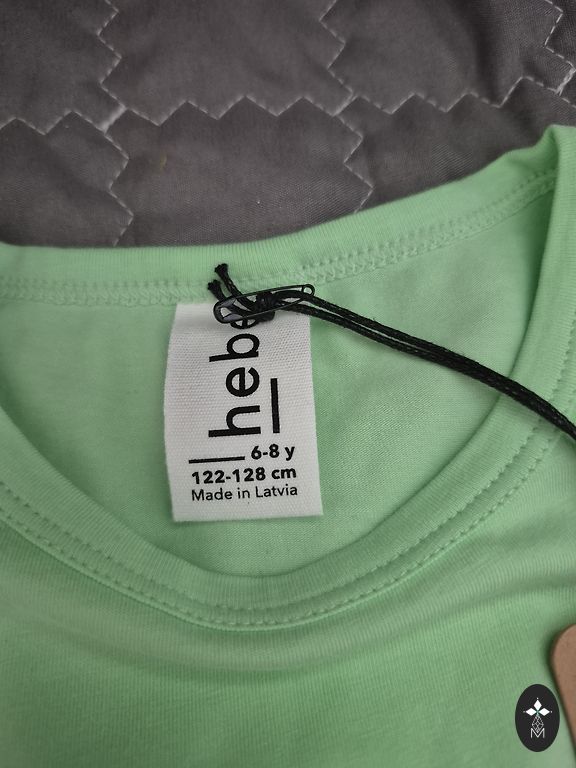 hebe
6-8 y
122-128 cm
Made in Latvia
M